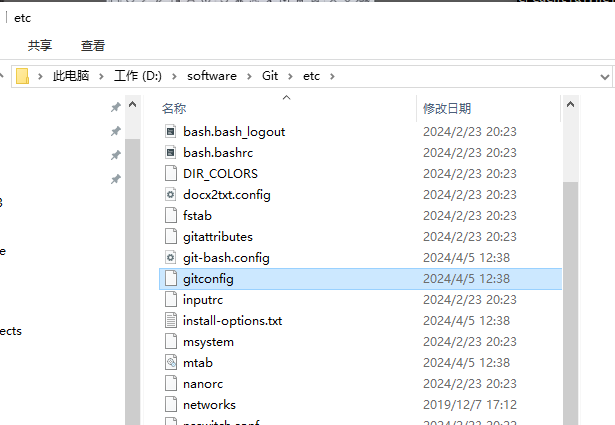 etc
共享 查看
此电脑 工作 (D:) software Git etc
名称 修改日期
bash.bash_logout 2024/2/23 20:23
bash.bashrc 2024/2/23 20:23
DIR_COLORS 2024/2/23 20:23
docx2txt.config 2024/2/23 20:23
fstab 2024/2/23 20:23
gitattributes 2024/2/23 20:23
git-bash.config 2024/4/5 12:38
gitconfig 2024/4/5 12:38
inputrc 2024/2/23 20:23
install-options.txt 2024/4/5 12:38
ects
msystem 2024/2/23 20:23
mtab 2024/4/5 12:38
nanorc 2024/2/23 20:23
networks 2019/12/7 17:12
nsswitch.conf